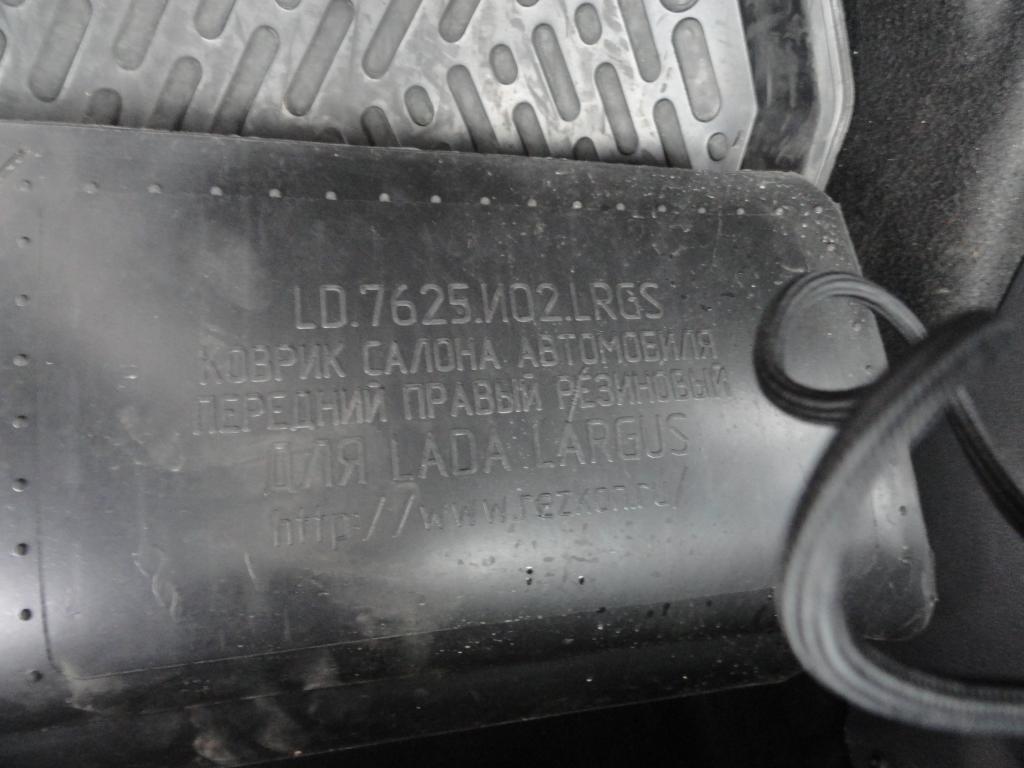 LD.7625.И02.LRGS
КОВРИК САЛОНА АВТОМОБИЛЯ
ПЕРЕДНИЙ ПРАВЫЙ РЕЗИНОВЫЙ
ДЛЯ LADA LARGUS
http://www.rezkon.ru/